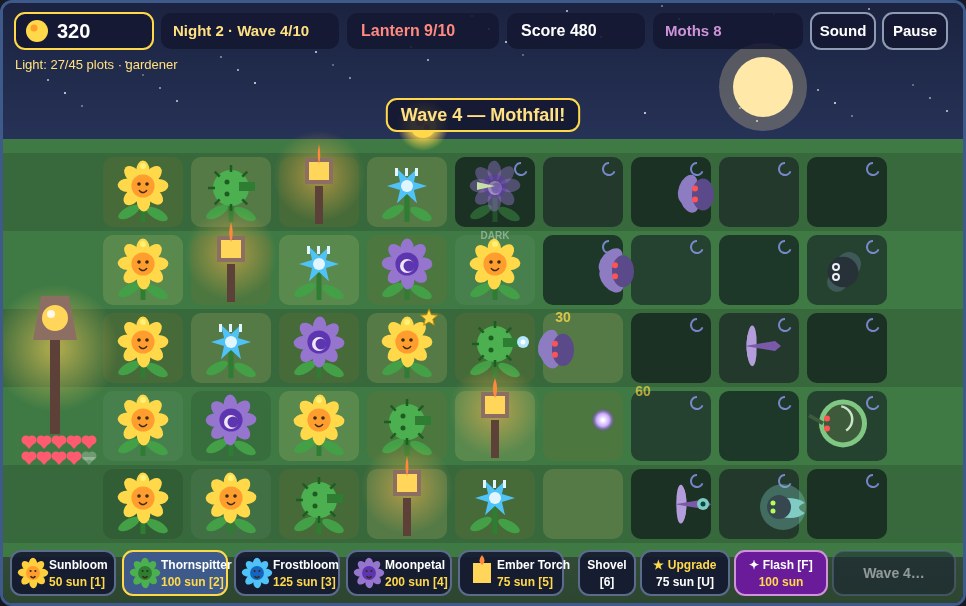 320
Night 2 · Wave 4/10
Lantern 9/10
Score 480
Moths 8
Sound
Pause
Light: 27/45 plots · gardener
Wave 4 — Mothfall!
DARK
30
60
Sunbloom
50 sun [1]
Thornspitter
100 sun [2]
Frostbloom
125 sun [3]
Moonpetal
200 sun [4]
Ember Torch
75 sun [5]
Shovel
[6]
★ Upgrade
75 sun [U]
✦ Flash [F]
100 sun
Wave 4…